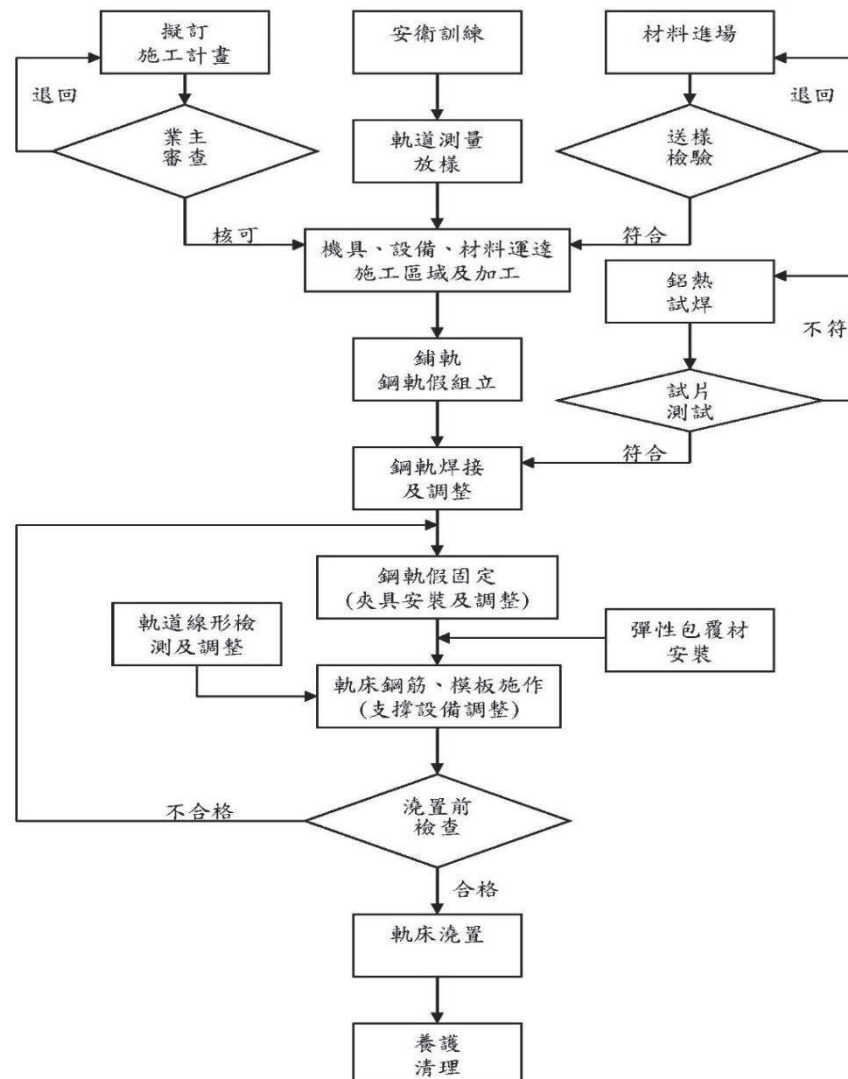 擬訂
施工計畫
安衛訓練
材料進場
退回
退回
業主
審查
軌道測量
放樣
送樣
檢驗
核可
符合
機具、設備、材料運達
施工區域及加工
鋁熱
試焊
不符
鋪軌
鋼軌假組立
試片
測試
符合
鋼軌焊接
及調整
鋼軌假固定
(夾具安裝及調整)
軌道線形檢
測及調整
彈性包覆材
安裝
軌床鋼筋、模板施作
(支撐設備調整)
不合格
澆置前
檢查
合格
軌床澆置
養護
清理